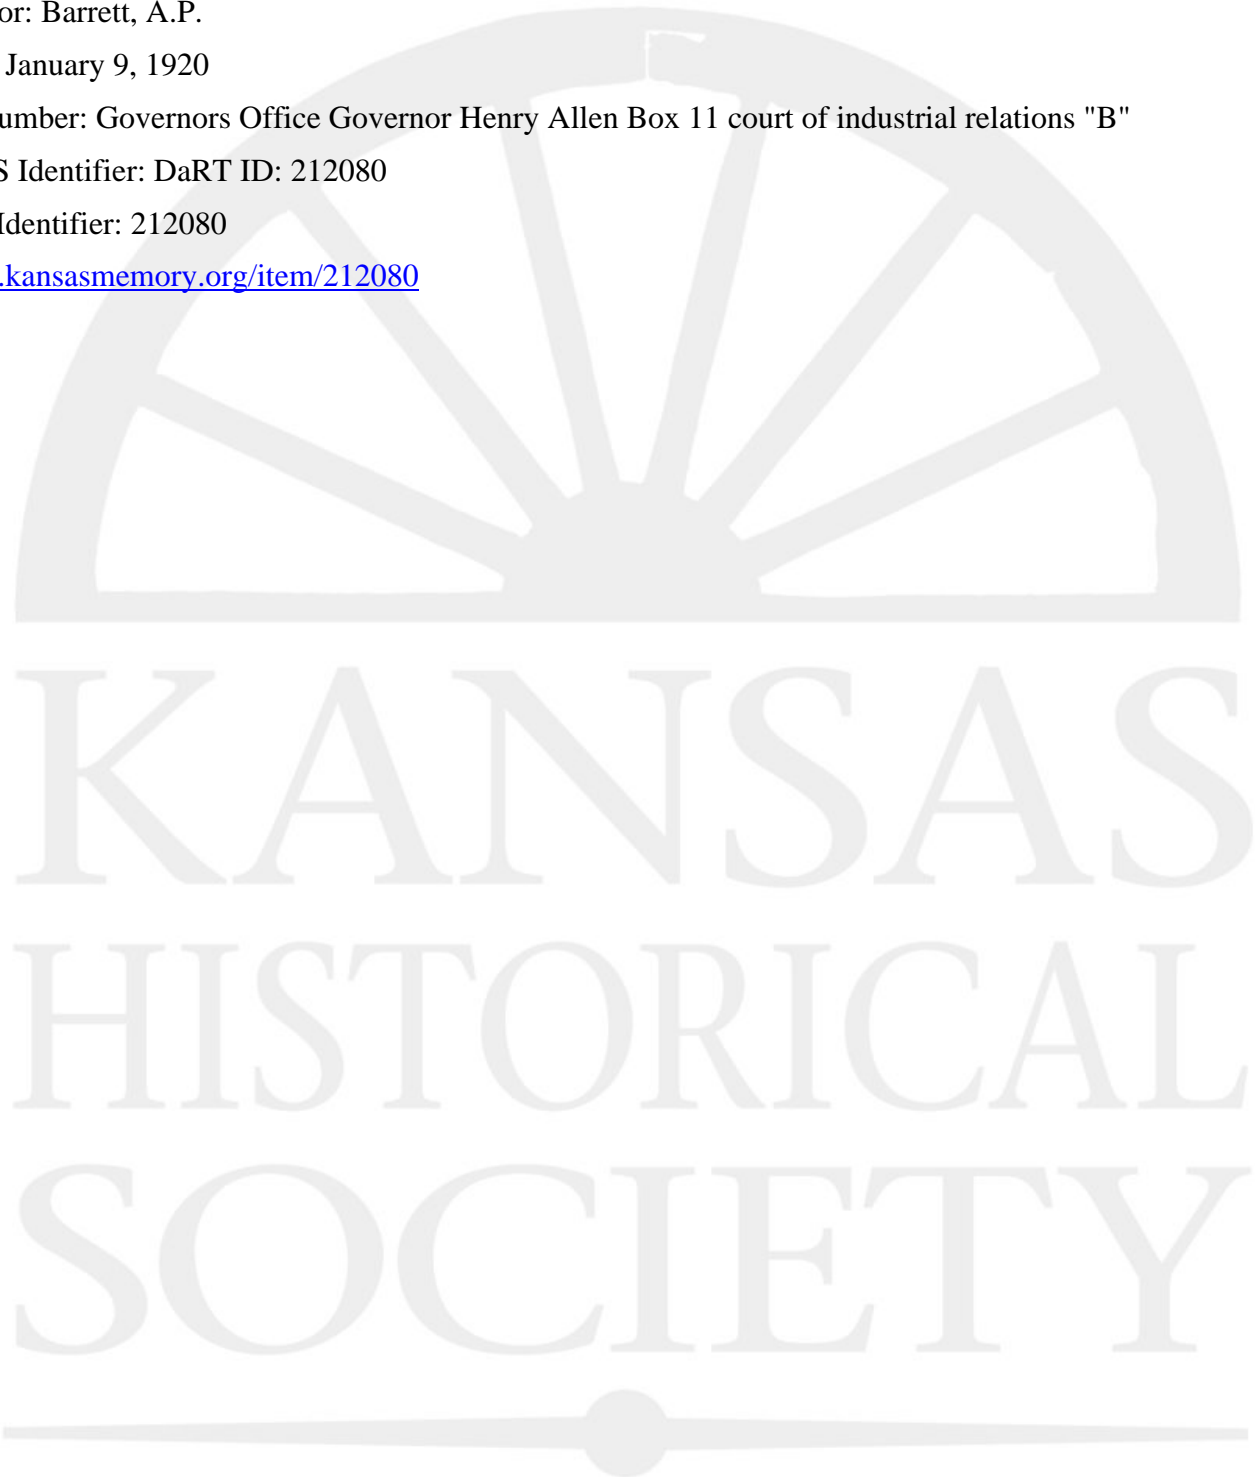 or: Barrett, A.P.
January 9, 1920
umber: Governors Office Governor Henry Allen Box 11 court of industrial relations "B"
S Identifier: DaRT ID: 212080
Identifier: 212080
.kansasmemory.org/item/212080
KANSAS
HISTORICAL
SOCIETY